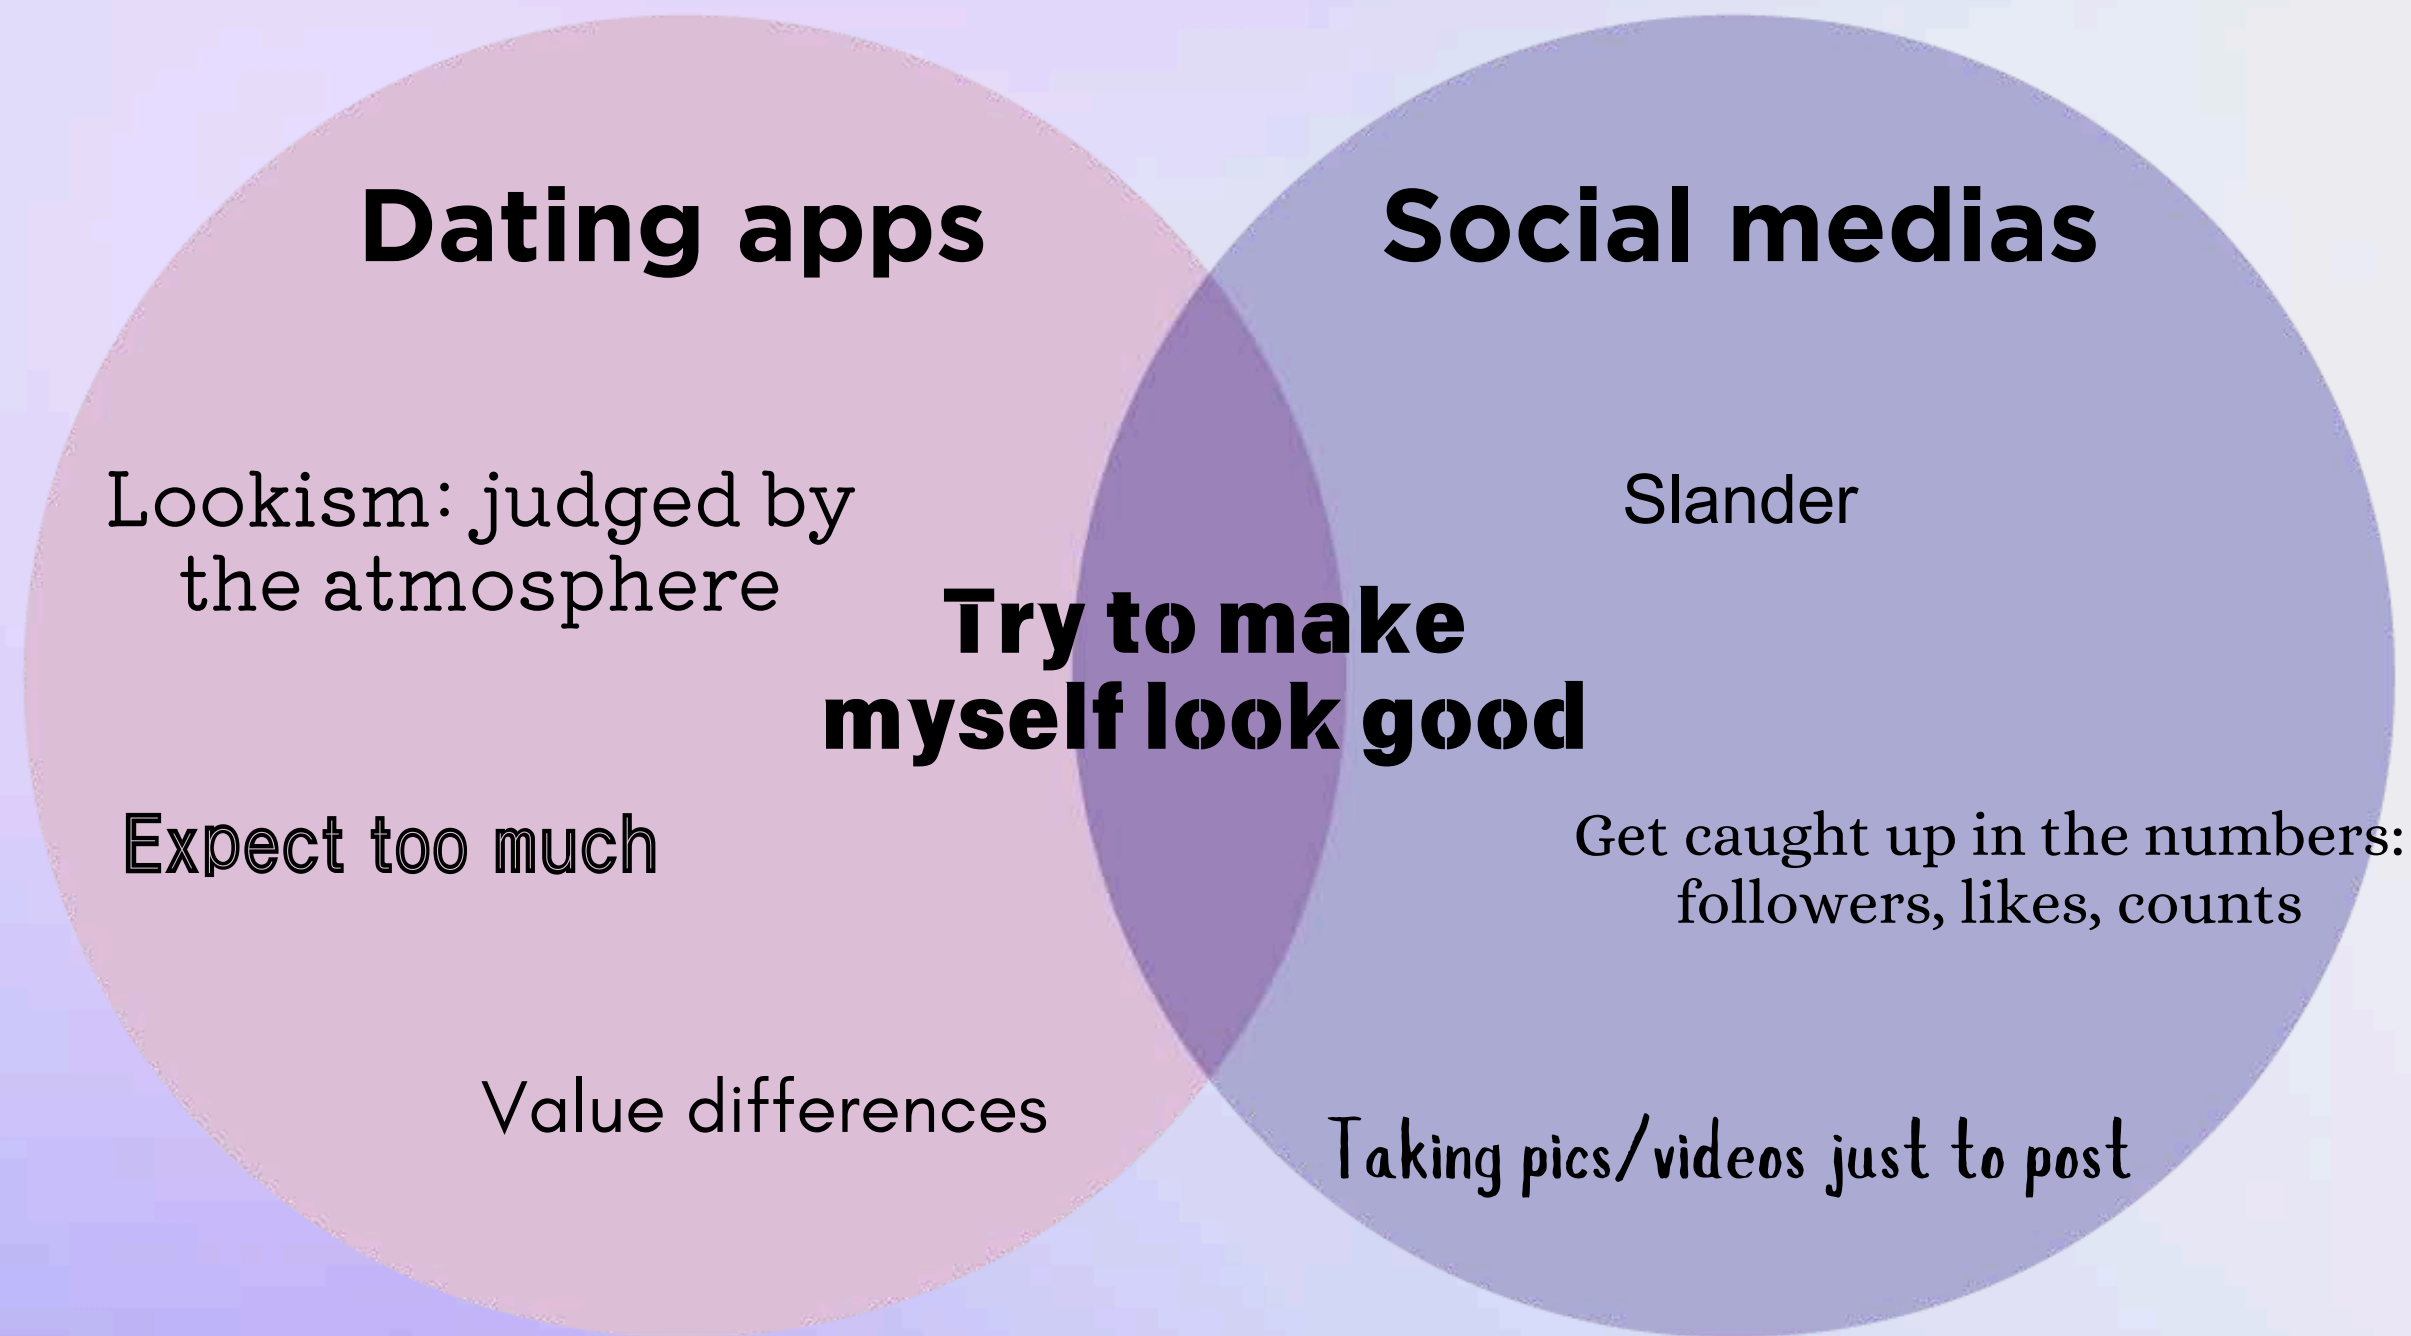 Dating apps
Social medias
Lookism: judged by
the atmosphere
Slander
Try to make
myself look good
Expect too much
Get caught up in the numbers:
followers, likes, counts
Value differences
Taking pics/videos just to post